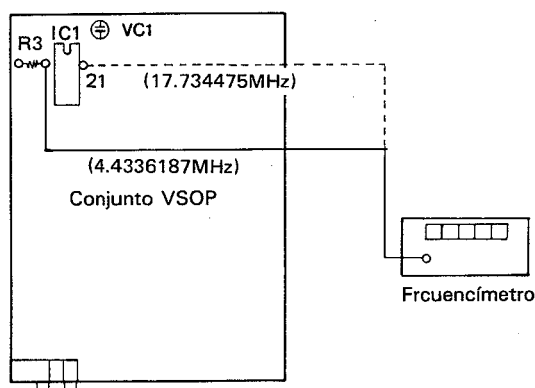 IC1 VC1
R3
21 (17.734475MHz)
(4.4336187MHz)
Conjunto VSOP
Frcuencímetro